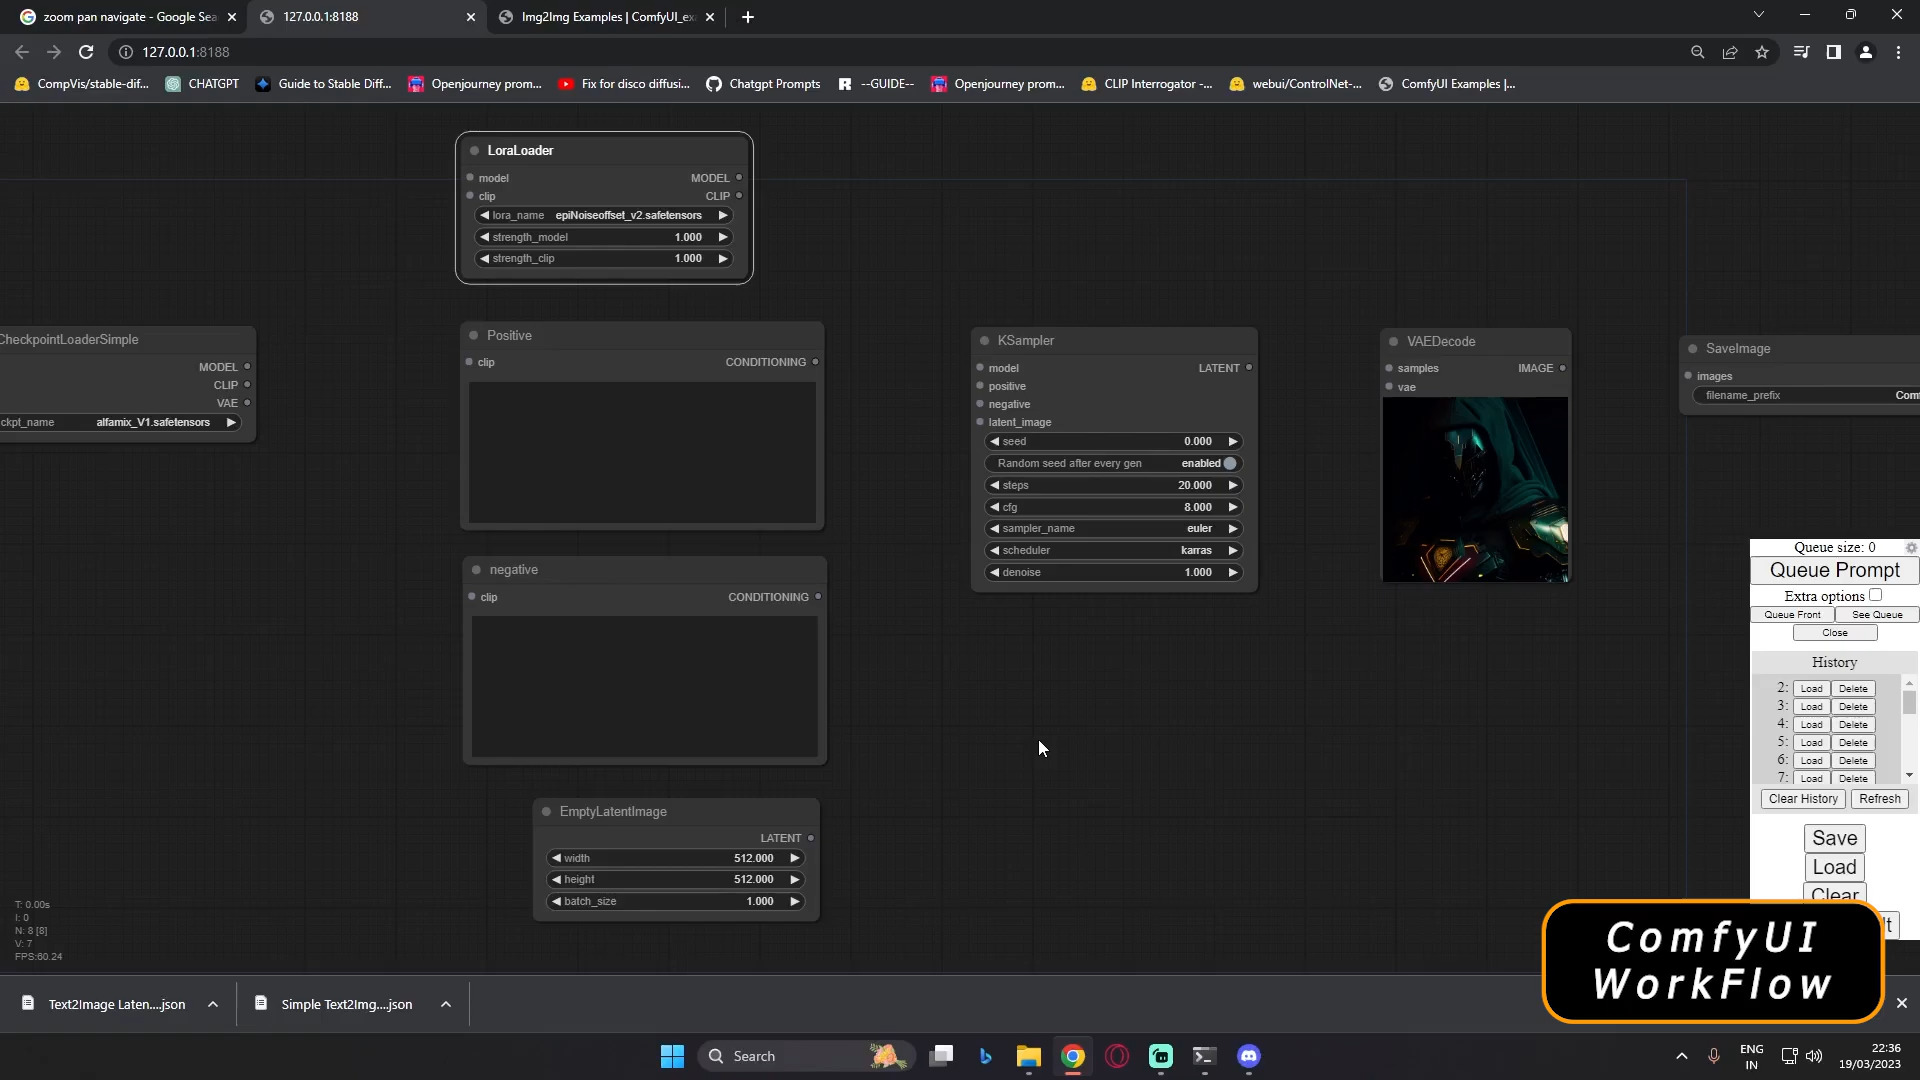 zoom pan navigate - Google Sea
127.0.0.1:8188
Img2Img Examples | ComfyUI_ex
127.0.0.1:8188
CompVis/stable-dif...
CHATGPT
Guide to Stable Diff...
Openjourney prom...
Fix for disco diffusi...
Chatgpt Prompts
--GUIDE--
Openjourney prom...
CLIP Interrogator -...
webui/ControlNet-...
ComfyUI Examples |...
LoraLoader
model MODEL
clip CLIP
lora_name epiNoiseoffset_v2.safetensors
strength_model 1.000
strength_clip 1.000
CheckpointLoaderSimple
MODEL
CLIP
VAE
ckpt_name alfamix_V1.safetensors
Positive
clip CONDITIONING
negative
clip CONDITIONING
EmptyLatentImage
LATENT
width 512.000
height 512.000
batch_size 1.000
KSampler
model LATENT
positive
negative
latent_image
seed 0.000
Random seed after every gen enabled
steps 20.000
cfg 8.000
sampler_name euler
scheduler karras
denoise 1.000
VAEDecode
samples IMAGE
vae
SaveImage
images
filename_prefix Com
Queue size: 0
Queue Prompt
Extra options
Queue Front See Queue
Close
History
2: Load Delete
3: Load Delete
4: Load Delete
5: Load Delete
6: Load Delete
7: Load Delete
Clear History Refresh
Save
Load
Clear
lt
T: 0.00s
I: 0
N: 8 [8]
V: 7
FPS:60.24
ComfyUI
WorkFlow
Text2Image Laten....json
Simple Text2Img....json
Search
ENG
IN
22:36
19/03/2023